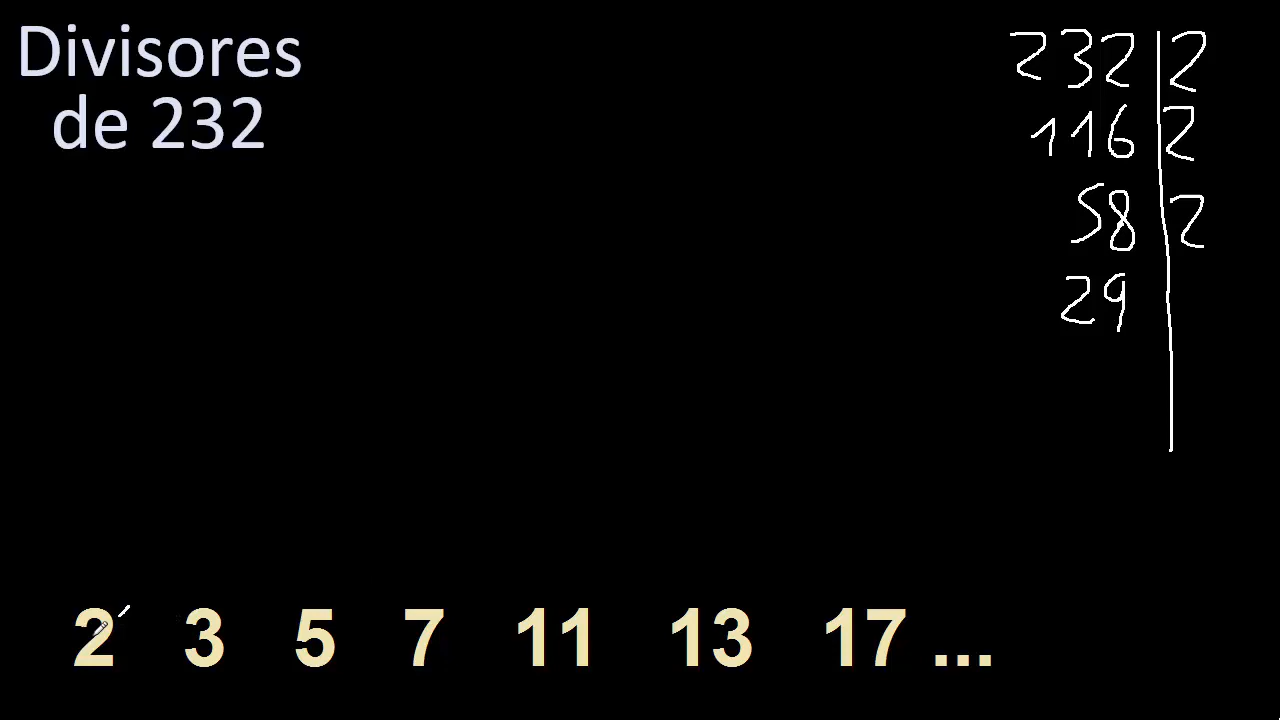 Divisores
de 232
232 2
116 2
58 2
29
2 3 5 7 11 13 17 ...